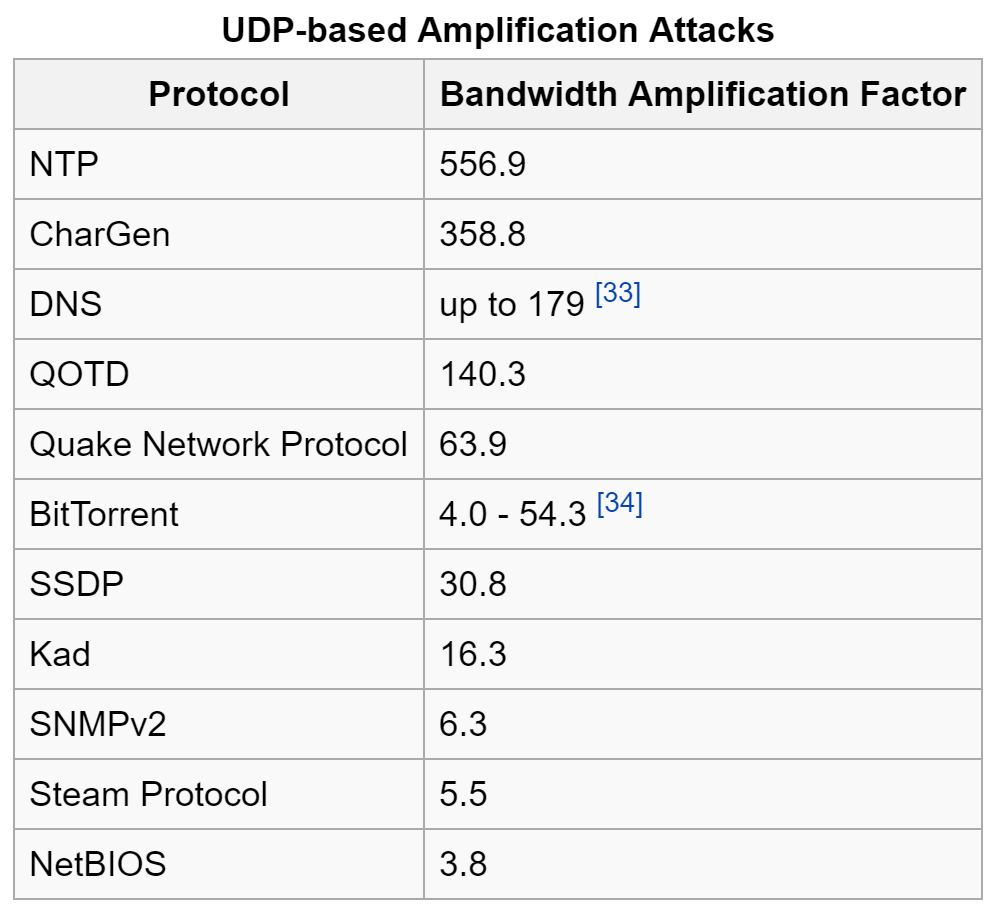 UDP-based Amplification Attacks
Protocol Bandwidth Amplification Factor
NTP 556.9
CharGen 358.8
DNS up to 179 [33]
QOTD 140.3
Quake Network Protocol 63.9
BitTorrent 4.0 - 54.3 [34]
SSDP 30.8
Kad 16.3
SNMPv2 6.3
Steam Protocol 5.5
NetBIOS 3.8